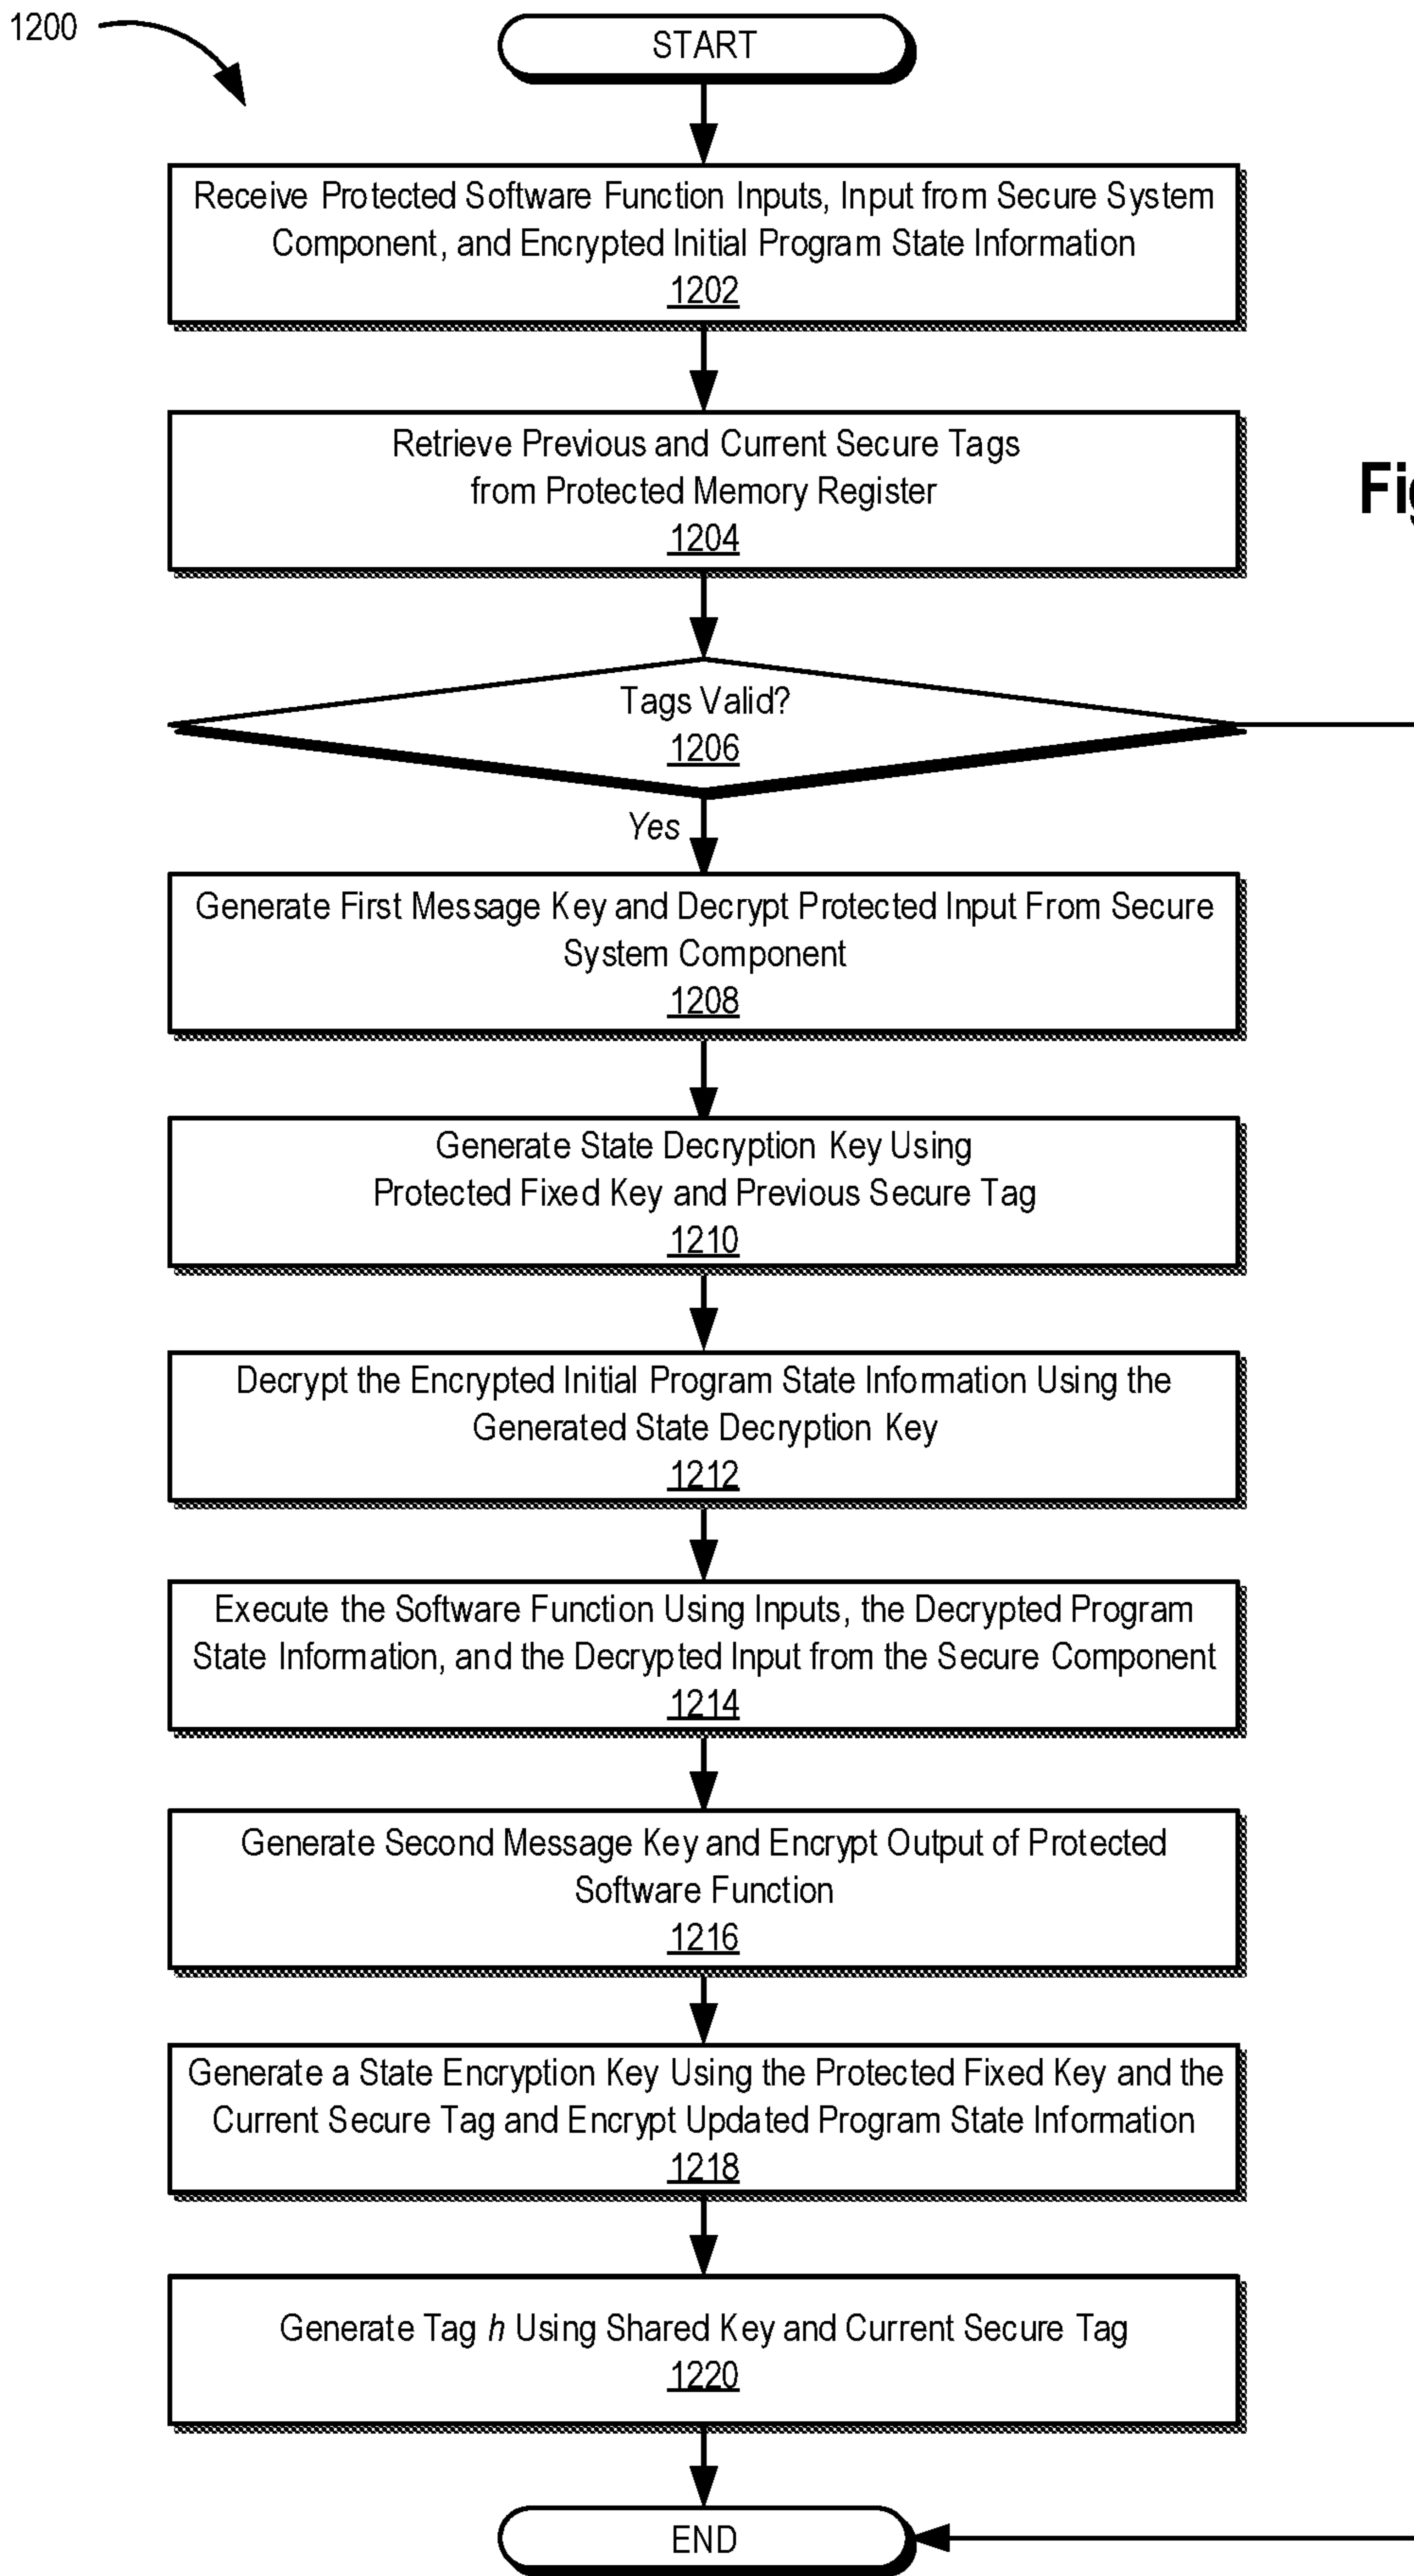 1200
START
Receive Protected Software Function Inputs, Input from Secure System
Component, and Encrypted Initial Program State Information
1202
Retrieve Previous and Current Secure Tags
from Protected Memory Register
1204
Tags Valid?
1206
Yes
Generate First Message Key and Decrypt Protected Input From Secure
System Component
1208
Generate State Decryption Key Using
Protected Fixed Key and Previous Secure Tag
1210
Decrypt the Encrypted Initial Program State Information Using the
Generated State Decryption Key
1212
Execute the Software Function Using Inputs, the Decrypted Program
State Information, and the Decrypted Input from the Secure Component
1214
Generate Second Message Key and Encrypt Output of Protected
Software Function
1216
Generate a State Encryption Key Using the Protected Fixed Key and the
Current Secure Tag and Encrypt Updated Program State Information
1218
Generate Tag h Using Shared Key and Current Secure Tag
1220
END